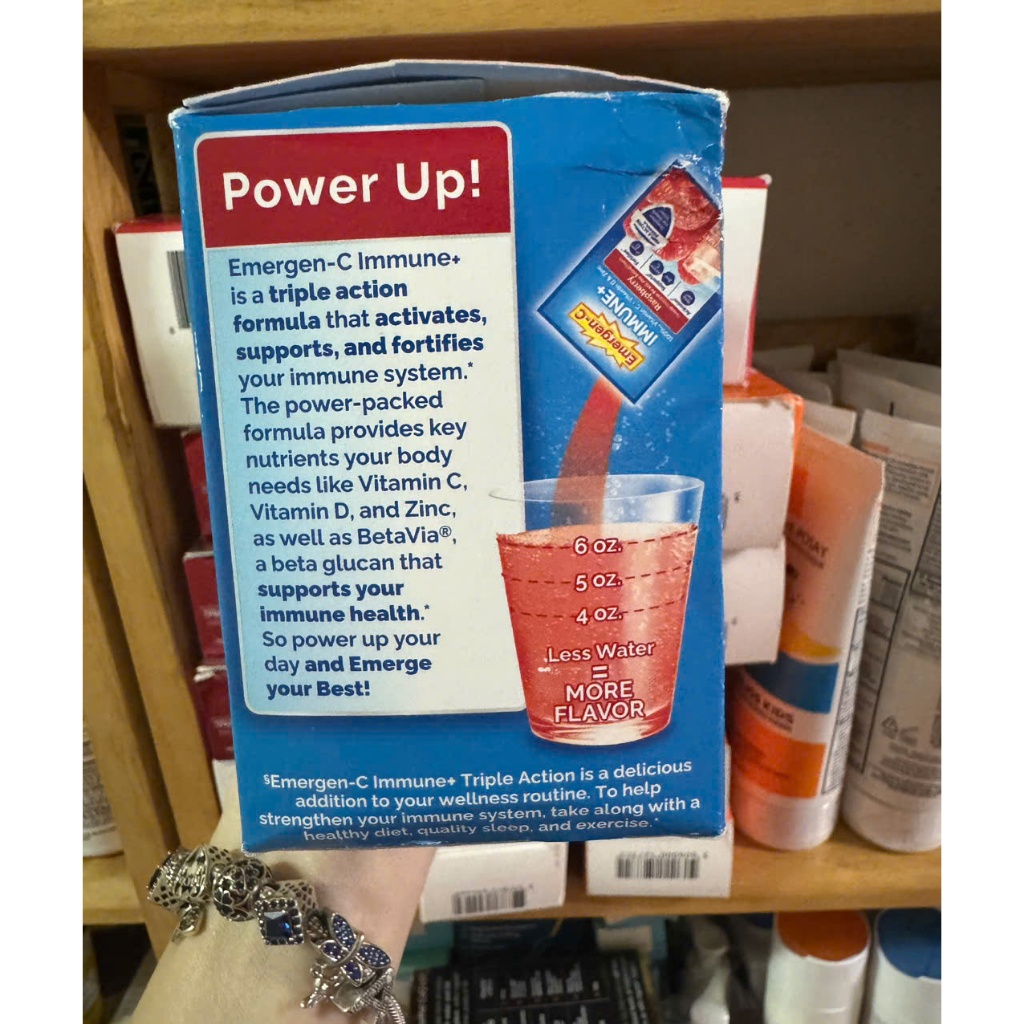 Power Up!
Emergen-C Immune+
is a triple action
formula that activates,
supports, and fortifies
your immune system.*
The power-packed
formula provides key
nutrients your body
needs like Vitamin C,
Vitamin D, and Zinc,
as well as BetaVia®,
a beta glucan that
supports your
immune health.*
So power up your
day and Emerge
your Best!
Emergen-C
IMMUNE+
Raspberry
6 oz.
5 oz.
4 oz.
Less Water
=
MORE
FLAVOR
§Emergen-C Immune+ Triple Action is a delicious
addition to your wellness routine. To help
strengthen your immune system, take along with a
healthy diet, quality sleep, and exercise.*
KIDS